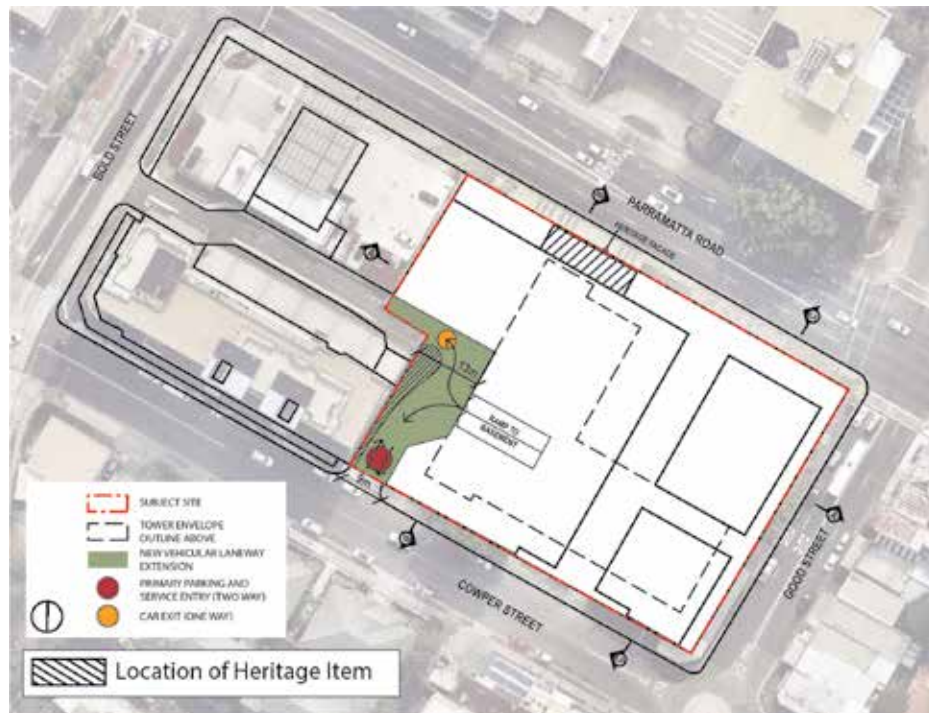 BOLD STREET
PARRAMATTA ROAD
HERITAGE FACADE
12m
RAMP TO
BASEMENT
9m
COWPER STREET
GOOD STREET
SUBJECT SITE
TOWER ENVELOPE
OUTLINE ABOVE
NEW VEHICULAR LANEWAY
EXTENSION
PRIMARY PARKING AND
SERVICE ENTRY (TWO WAY)
CAR EXIT (ONE WAY)
Location of Heritage Item